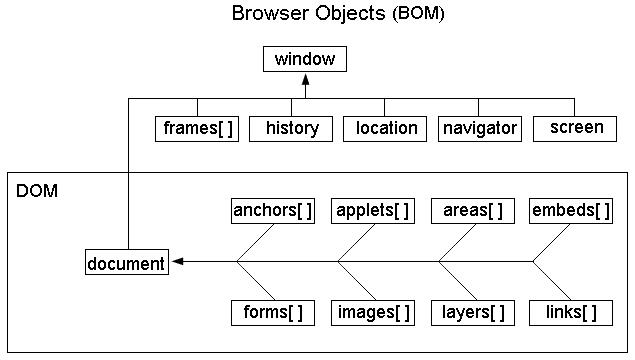 Browser Objects (BOM)
window
frames[ ] history location navigator screen
DOM
anchors[ ] applets[ ] areas[ ] embeds[ ]
document
forms[ ] images[ ] layers[ ] links[ ]